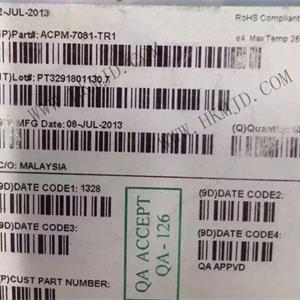 2-JUL-2013
RoHS Compliant
(P)Part#: ACPM-7081-TR1
e4 Max Temp 26
(1T)Lot#: PT3291801130.7
MFG Date: 08-JUL-2013
(Q)Quantity:
C/O: MALAYSIA
(9D)DATE CODE1: 1328
(9D)DATE CODE2:
(9D)DATE CODE3:
(9D)DATE CODE4:
QA APPVD
(P)CUST PART NUMBER:
QA ACCEPT
QA - 126
WWW.HKMJD.COM